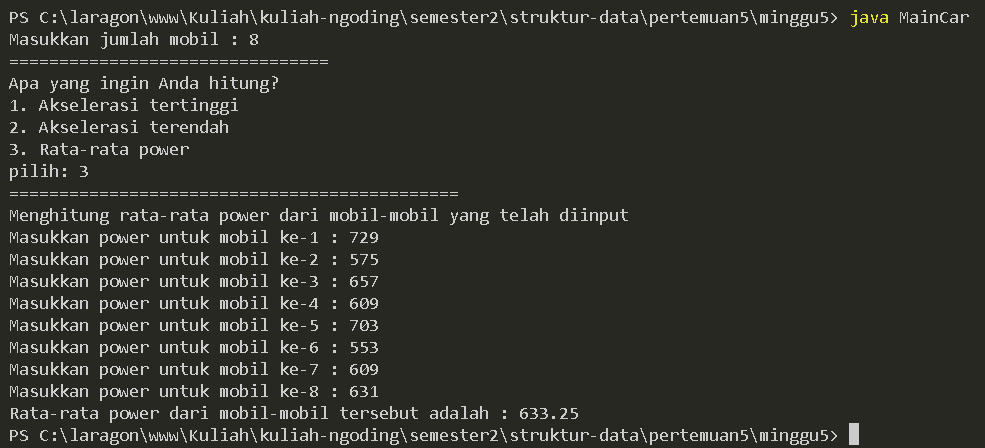 PS C:\laragon\www\Kuliah\kuliah-ngoding\semester2\struktur-data\pertemuan5\minggu5> java MainCar
Masukkan jumlah mobil : 8
================================
Apa yang ingin Anda hitung?
1. Akselerasi tertinggi
2. Akselerasi terendah
3. Rata-rata power
pilih: 3
=============================================
Menghitung rata-rata power dari mobil-mobil yang telah diinput
Masukkan power untuk mobil ke-1 : 729
Masukkan power untuk mobil ke-2 : 575
Masukkan power untuk mobil ke-3 : 657
Masukkan power untuk mobil ke-4 : 609
Masukkan power untuk mobil ke-5 : 703
Masukkan power untuk mobil ke-6 : 553
Masukkan power untuk mobil ke-7 : 609
Masukkan power untuk mobil ke-8 : 631
Rata-rata power dari mobil-mobil tersebut adalah : 633.25
PS C:\laragon\www\Kuliah\kuliah-ngoding\semester2\struktur-data\pertemuan5\minggu5>